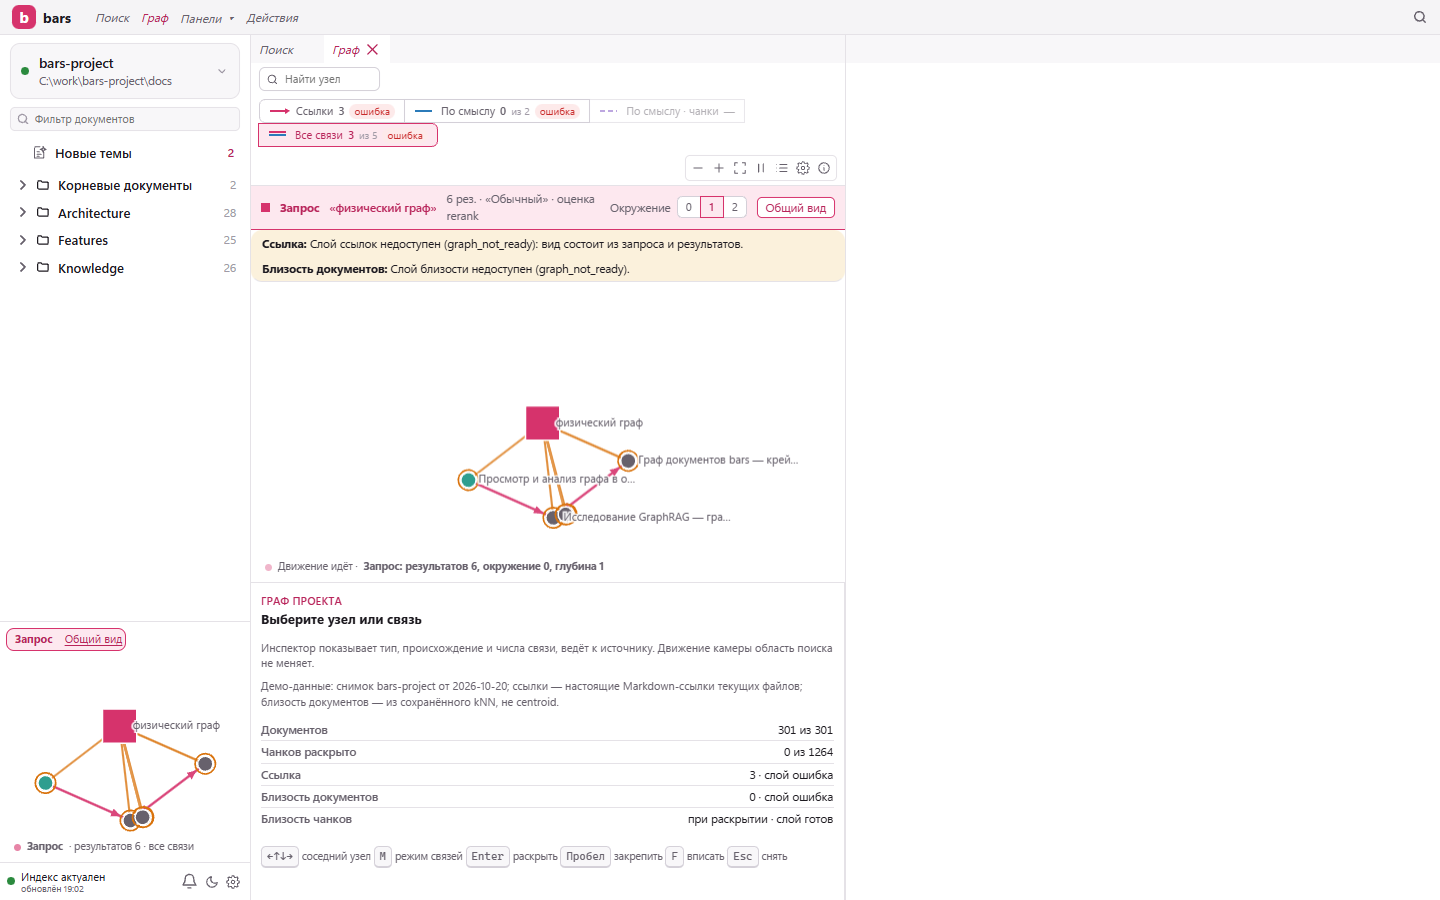 b bars Поиск Граф Панели Действия
bars-project
C:\work\bars-project\docs
Фильтр документов
Новые темы 2
Корневые документы 2
Architecture 28
Features 25
Knowledge 26
Запрос Общий вид
физический граф
Запрос · результатов 6 · все связи
Индекс актуален
обновлён 19:02
Поиск Граф
Найти узел
Ссылки 3 ошибка По смыслу 0 из 2 ошибка По смыслу · чанки —
Все связи 3 из 5 ошибка
Запрос «физический граф» 6 рез. · «Обычный» · оценка rerank Окружение 0 1 2 Общий вид
Ссылка: Слой ссылок недоступен (graph_not_ready): вид состоит из запроса и результатов.
Близость документов: Слой близости недоступен (graph_not_ready).
физический граф
Граф документов bars — крей...
Просмотр и анализ графа в о...
Исследование GraphRAG — гра...
Движение идёт · Запрос: результатов 6, окружение 0, глубина 1
ГРАФ ПРОЕКТА
Выберите узел или связь
Инспектор показывает тип, происхождение и числа связи, ведёт к источнику. Движение камеры область поиска
не меняет.
Демо-данные: снимок bars-project от 2026-10-20; ссылки — настоящие Markdown-ссылки текущих файлов;
близость документов — из сохранённого kNN, не centroid.
Документы 301 из 301
Чанков раскрыто 0 из 1264
Ссылка 3 · слой ошибка
Близость документов 0 · слой ошибка
Близость чанков при раскрытии · слой готов
←↑↓→ соседний узел M режим связей Enter раскрыть Пробел закрепить F вписать Esc снять